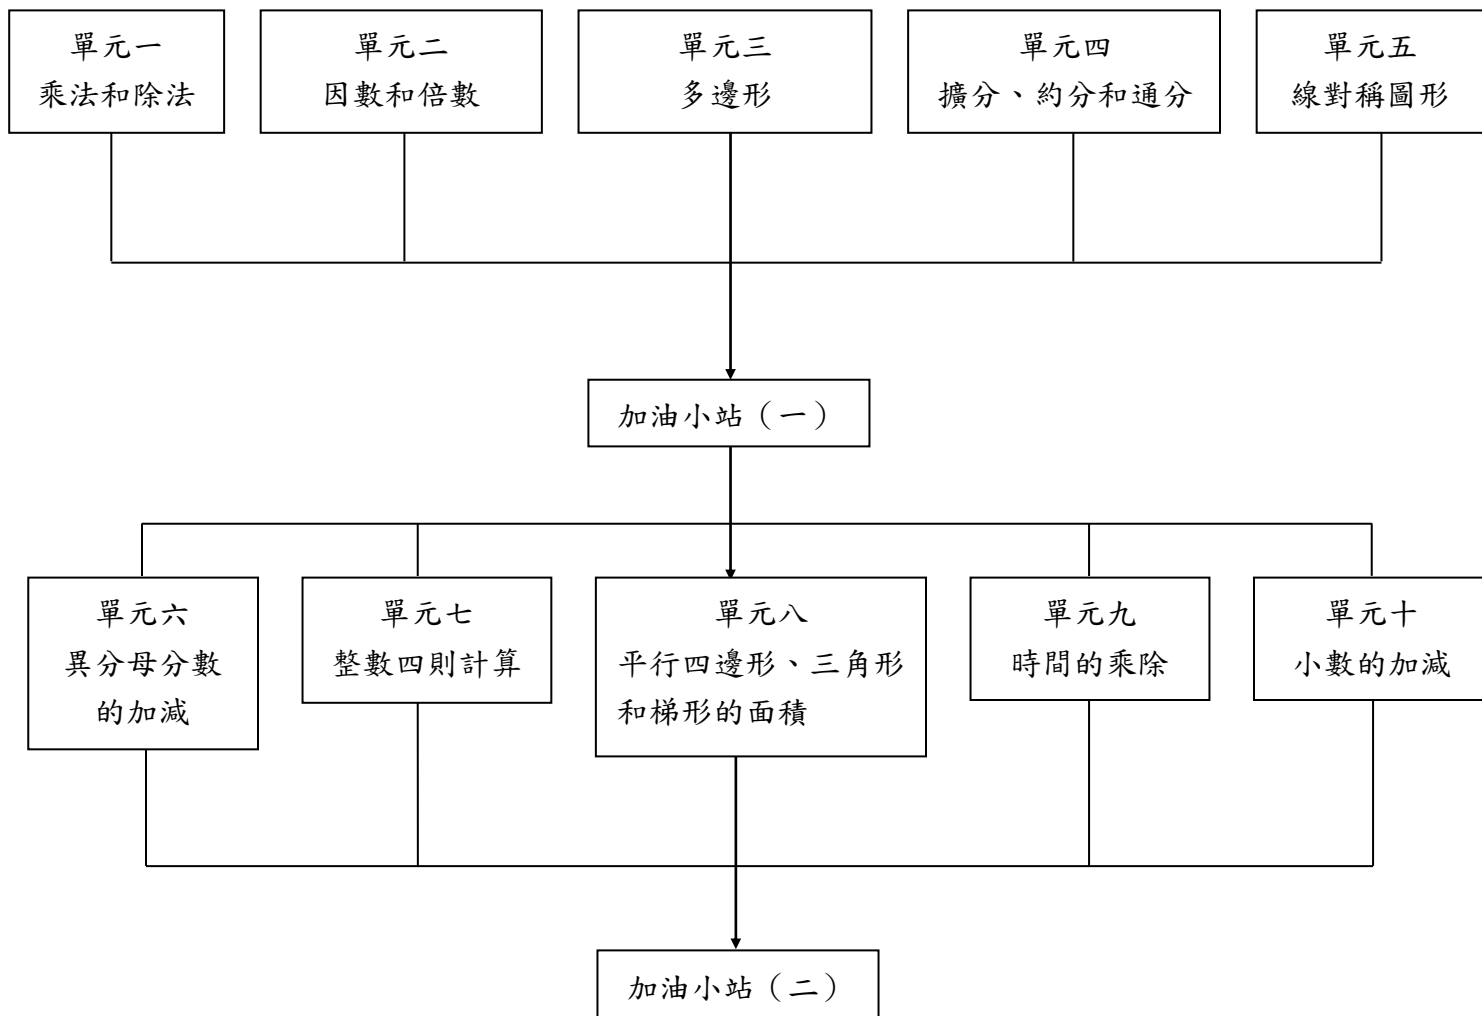 單元一
乘法和除法
單元二
因數和倍數
單元三
多邊形
單元四
擴分、約分和通分
單元五
線對稱圖形
加油小站（一）
單元六
異分母分數
的加減
單元七
整數四則計算
單元八
平行四邊形、三角形
和梯形的面積
單元九
時間的乘除
單元十
小數的加減
加油小站（二）